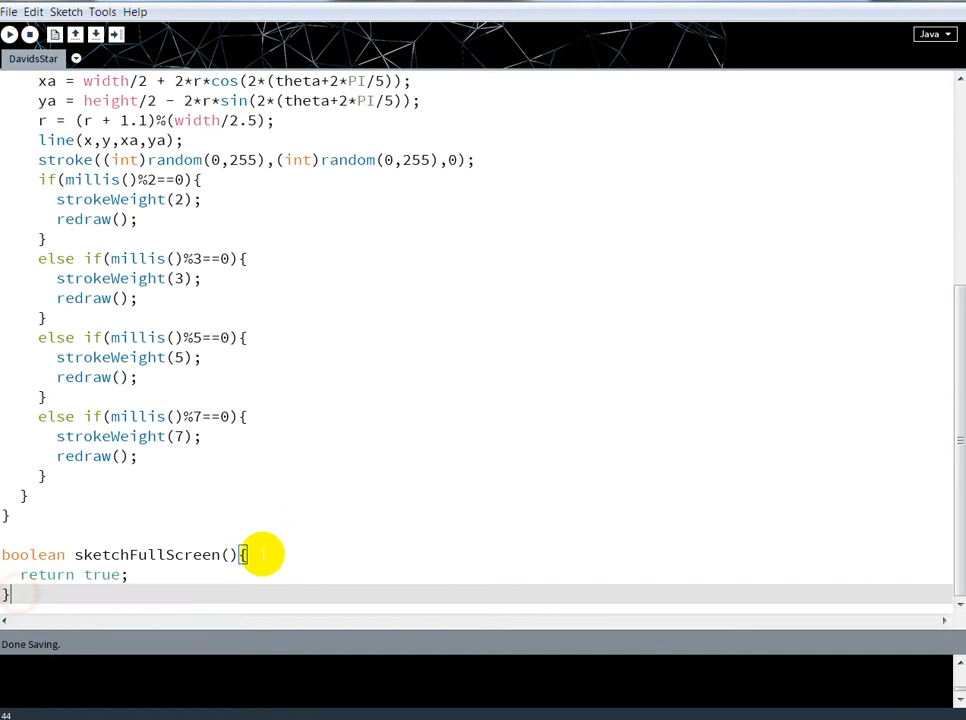 File Edit Sketch Tools Help
Java
DavidsStar
xa = width/2 + 2*r*cos(2*(theta+2*PI/5));
ya = height/2 - 2*r*sin(2*(theta+2*PI/5));
r = (r + 1.1)%(width/2.5);
line(x,y,xa,ya);
stroke((int)random(0,255),(int)random(0,255),0);
if(millis()%2==0){
strokeWeight(2);
redraw();
}
else if(millis()%3==0){
strokeWeight(3);
redraw();
}
else if(millis()%5==0){
strokeWeight(5);
redraw();
}
else if(millis()%7==0){
strokeWeight(7);
redraw();
}
}
}
boolean sketchFullScreen(){
return true;
}
Done Saving.
44